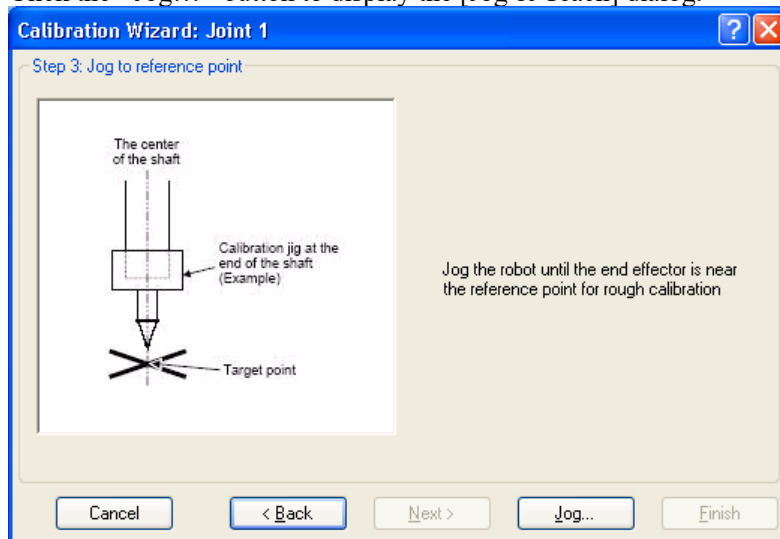 Calibration Wizard: Joint 1
Step 3: Jog to reference point
The center
of the shaft
Calibration jig at the
end of the shaft
(Example)
Jog the robot until the end effector is near
the reference point for rough calibration
Target point
Cancel
< Back
Next >
Jog...
Finish